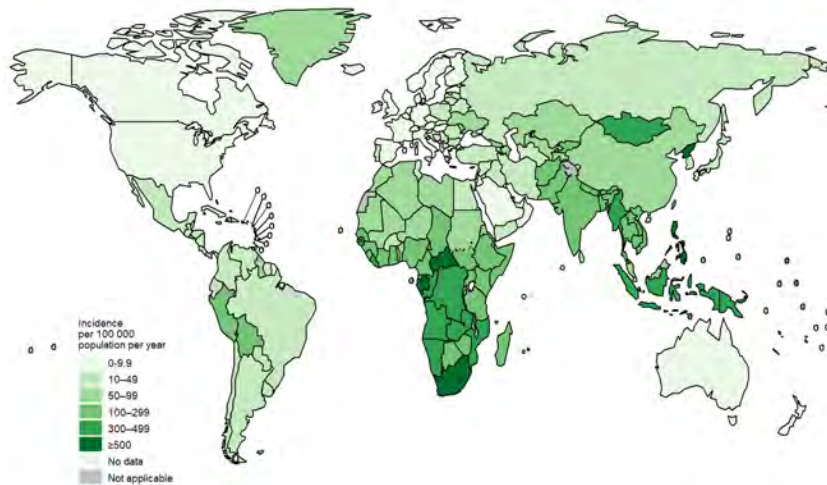 Incidence
per 100 000
population per year
0-9.9
10–49
50–99
100–299
300–499
≥500
No data
Not applicable